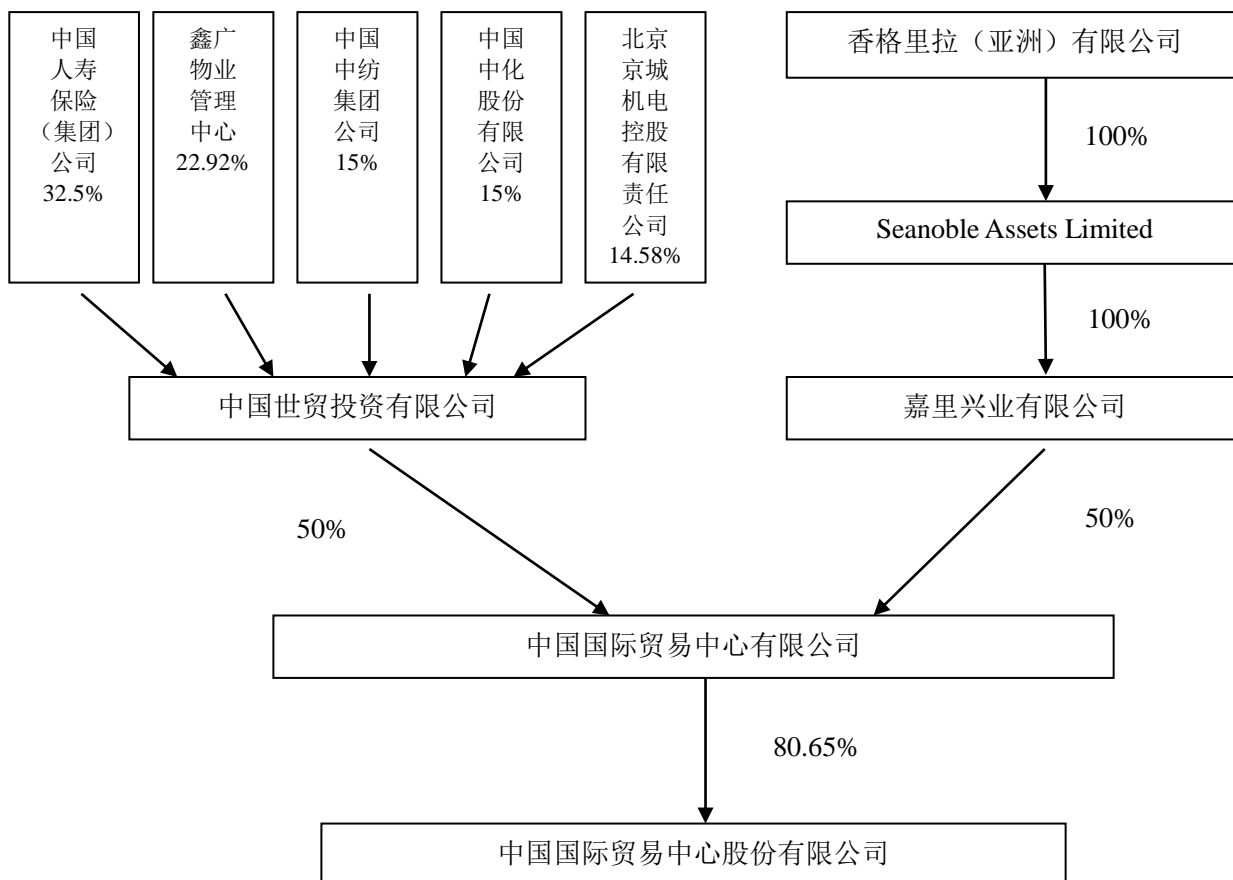 中国
人寿
保险
（集团）
公司
32.5%
鑫广
物业
管理
中心
22.92%
中国
中纺
集团
公司
15%
中国
中化
股份
有限
公司
15%
北京
京城
机电
控股
有限
责任
公司
14.58%
香格里拉（亚洲）有限公司
100%
Seanoble Assets Limited
100%
中国世贸投资有限公司
嘉里兴业有限公司
50%
50%
中国国际贸易中心有限公司
80.65%
中国国际贸易中心股份有限公司